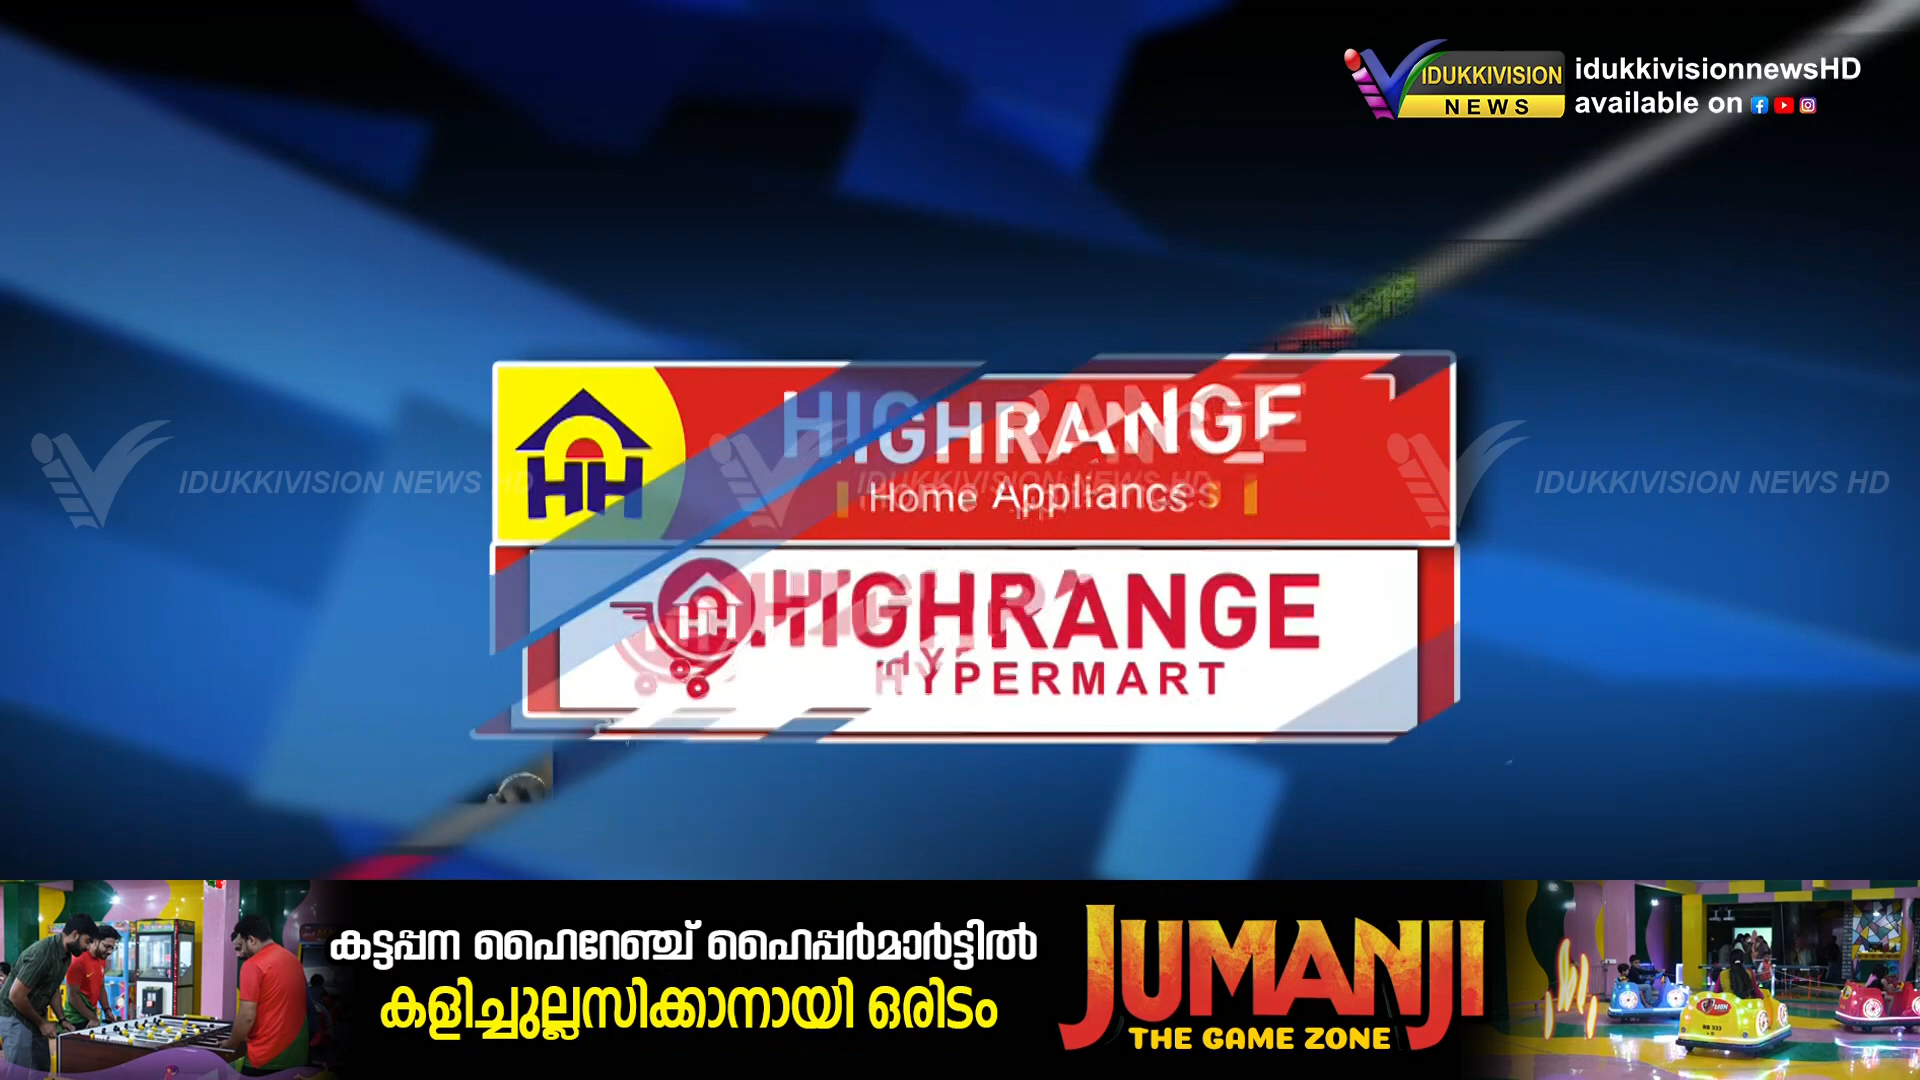 IDUKKIVISION
NEWS
idukkivisionnewsHD
available on
HIGHRANGE
Home Appliances
IDUKKIVISION NEWS HD
IDUKKIVISION NEWS HD
HIGHRANGE
HYPERMART
കട്ടപ്പന ഹൈറേഞ്ച് ഹൈപ്പർമാർട്ടിൽ
കളിച്ചുല്ലസിക്കാനായി ഒരിടം
JUMANJI
THE GAME ZONE